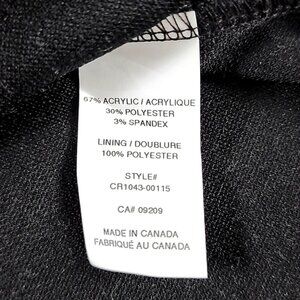 67% ACRYLIC / ACRYLIQUE
30% POLYESTER
3% SPANDEX
LINING / DOUBLURE
100% POLYESTER
STYLE#
CR1043-00115
CA# 09209
MADE IN CANADA
FABRIQUÉ AU CANADA